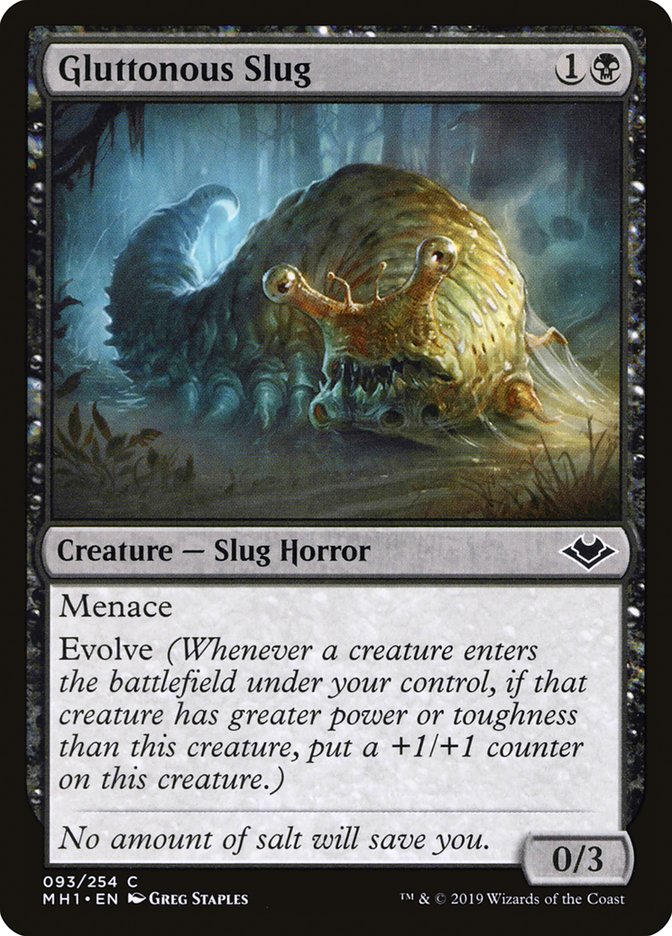 Gluttonous Slug 1
Creature — Slug Horror
Menace
Evolve (Whenever a creature enters
the battlefield under your control, if that
creature has greater power or toughness
than this creature, put a +1/+1 counter
on this creature.)
No amount of salt will save you.
0/3
093/254 C
MH1 • EN Greg Staples
™ & © 2019 Wizards of the Coast